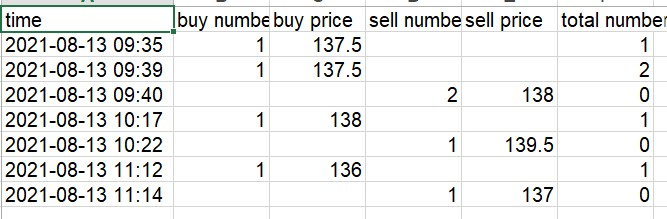 time buy numbe buy price sell numbe sell price total number
2021-08-13 09:35 1 137.5 1
2021-08-13 09:39 1 137.5 2
2021-08-13 09:40 2 138 0
2021-08-13 10:17 1 138 1
2021-08-13 10:22 1 139.5 0
2021-08-13 11:12 1 136 1
2021-08-13 11:14 1 137 0